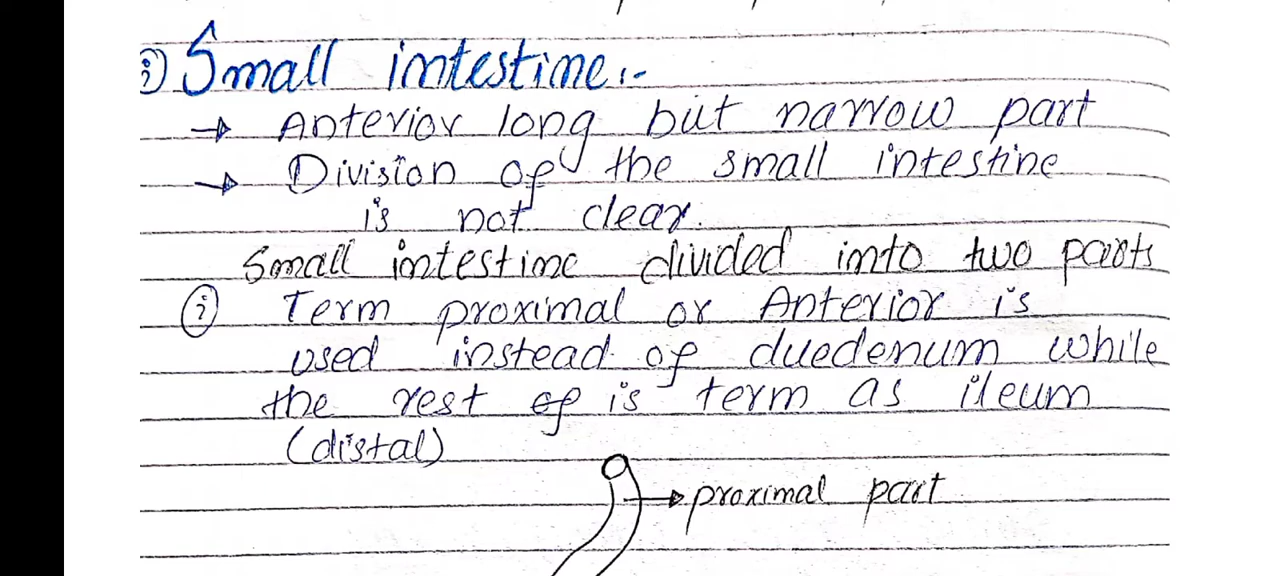 i) Small intestine :-
→ Anterior long but narrow part
→ Division of the small intestine
is not clear.
Small intestine divided into two parts
i Term proximal or Anterior is
used instead of duedenum while
the rest is term as ileum
(distal)
→ proximal part